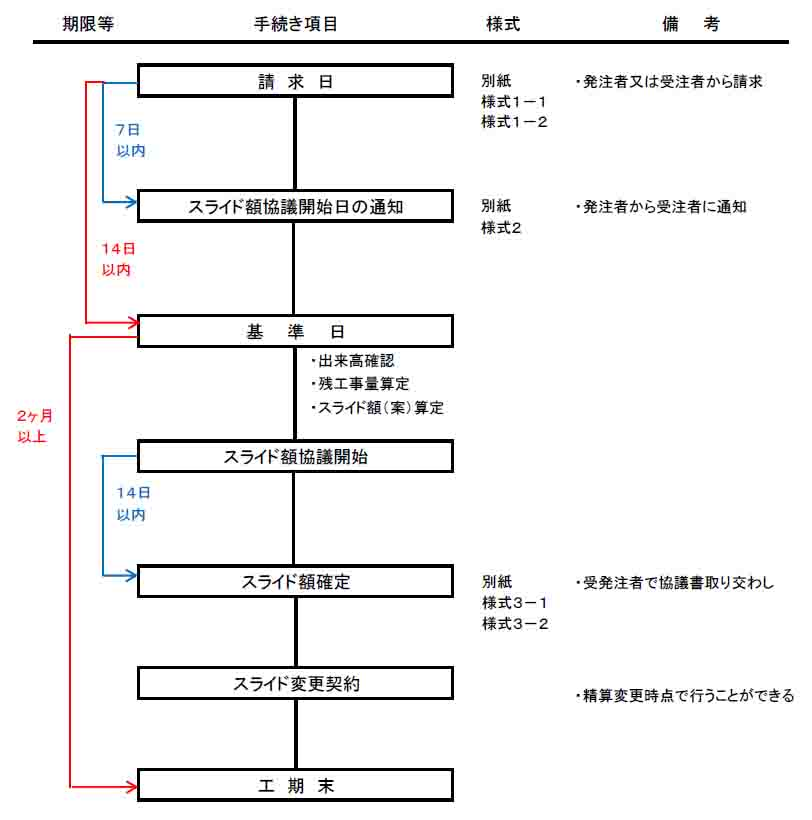 期限等　手続き項目　様式　備　考
請 求 日
別紙
様式１－１
様式１－２
・発注者又は受注者から請求
７日
以内
スライド額協議開始日の通知
別紙
様式２
・発注者から受注者に通知
１４日
以内
基　準　日
・出来高確認
・残工事量算定
・スライド額（案）算定
２ヶ月
以上
スライド額協議開始
１４日
以内
スライド額確定
別紙
様式３－１
様式３－２
・受発注者で協議書取り交わし
スライド変更契約
・精算変更時点で行うことができる
工 期 末